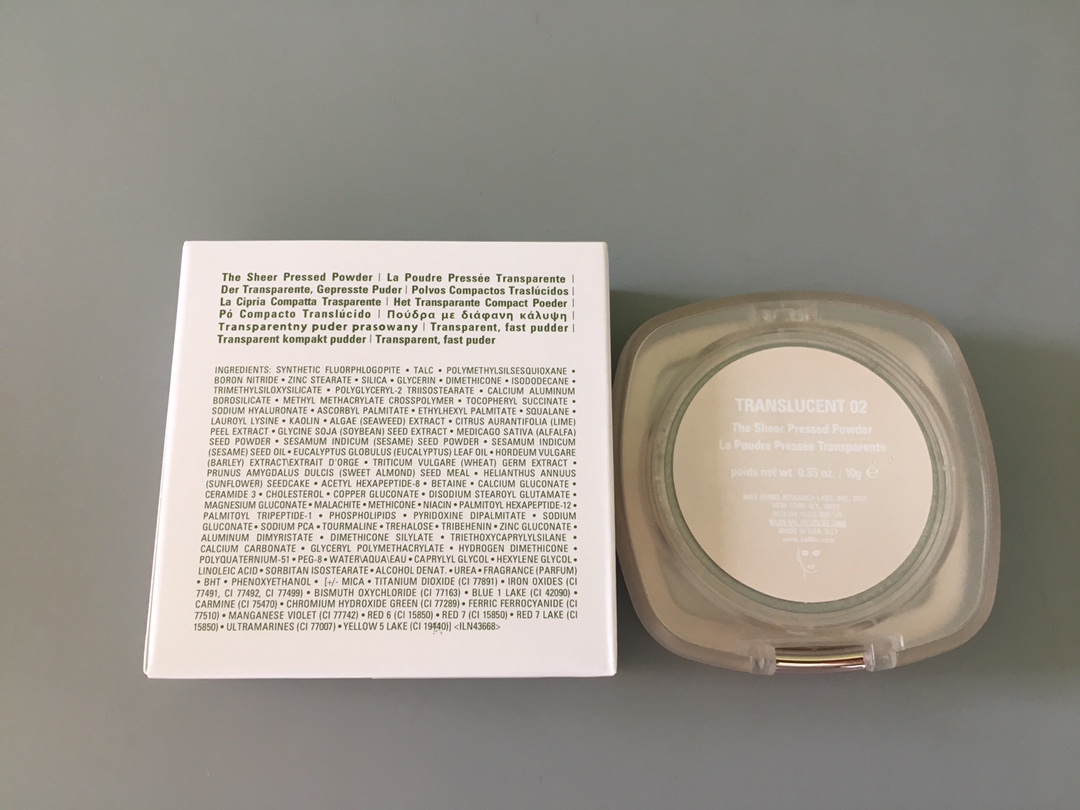 The Sheer Pressed Powder | La Poudre Pressée Transparente |
Der Transparente, Gepresste Puder | Polvos Compactos Traslúcidos |
La Cipria Compatta Trasparente | Het Transparante Compact Poeder |
Pó Compacto Translúcido | Πούδρα με διάφανη κάλυψη |
Transparentny puder prasowany | Transparent, fast pudder |
Transparent kompakt pudder | Transparent, fast puder
INGREDIENTS: SYNTHETIC FLUORPHLOGOPITE • TALC • POLYMETHYLSILSESQUIOXANE •
BORON NITRIDE • ZINC STEARATE • SILICA • GLYCERIN • DIMETHICONE • ISODODECANE •
TRIMETHYLSILOXYSILICATE • POLYGLYCERYL-2 TRIISOSTEARATE • CALCIUM ALUMINUM
BOROSILICATE • METHYL METHACRYLATE CROSSPOLYMER • TOCOPHERYL SUCCINATE •
SODIUM HYALURONATE • ASCORBYL PALMITATE • ETHYLHEXYL PALMITATE • SQUALANE •
LAUROYL LYSINE • KAOLIN • ALGAE (SEAWEED) EXTRACT • CITRUS AURANTIFOLIA (LIME)
PEEL EXTRACT • GLYCINE SOJA (SOYBEAN) SEED EXTRACT • MEDICAGO SATIVA (ALFALFA)
SEED POWDER • SESAMUM INDICUM (SESAME) SEED POWDER • SESAMUM INDICUM
(SESAME) SEED OIL • EUCALYPTUS GLOBULUS (EUCALYPTUS) LEAF OIL • HORDEUM VULGARE
(BARLEY) EXTRACT\EXTRAIT D'ORGE • TRITICUM VULGARE (WHEAT) GERM EXTRACT •
PRUNUS AMYGDALUS DULCIS (SWEET ALMOND) SEED MEAL • HELIANTHUS ANNUUS
(SUNFLOWER) SEEDCAKE • ACETYL HEXAPEPTIDE-8 • BETAINE • CALCIUM GLUCONATE •
CERAMIDE 3 • CHOLESTEROL • COPPER GLUCONATE • DISODIUM STEAROYL GLUTAMATE •
MAGNESIUM GLUCONATE • MALACHITE • METHICONE • NIACIN • PALMITOYL HEXAPEPTIDE-12 •
PALMITOYL TRIPEPTIDE-1 • PHOSPHOLIPIDS • PYRIDOXINE DIPALMITATE • SODIUM
GLUCONATE • SODIUM PCA • TOURMALINE • TREHALOSE • TRIBEHENIN • ZINC GLUCONATE •
ALUMINUM DIMYRISTATE • DIMETHICONE SILYLATE • TRIETHOXYCAPRYLYLSILANE •
CALCIUM CARBONATE • GLYCERYL POLYMETHACRYLATE • HYDROGEN DIMETHICONE •
POLYQUATERNIUM-51 • PEG-8 • WATER\AQUA\EAU • CAPRYLYL GLYCOL • HEXYLENE GLYCOL •
LINOLEIC ACID • SORBITAN ISOSTEARATE • ALCOHOL DENAT. • UREA • FRAGRANCE (PARFUM)
• BHT • PHENOXYETHANOL • [+/- MICA • TITANIUM DIOXIDE (CI 77891) • IRON OXIDES (CI
77491, CI 77492, CI 77499) • BISMUTH OXYCHLORIDE (CI 77163) • BLUE 1 LAKE (CI 42090) •
CARMINE (CI 75470) • CHROMIUM HYDROXIDE GREEN (CI 77289) • FERRIC FERROCYANIDE (CI
77510) • MANGANESE VIOLET (CI 77742) • RED 6 (CI 15850) • RED 7 (CI 15850) • RED 7 LAKE (CI
15850) • ULTRAMARINES (CI 77007) • YELLOW 5 LAKE (CI 19140)] <ILN43668>
TRANSLUCENT 02
The Sheer Pressed Powder
La Poudre Pressée Transparente
poids net wt. 0.35 oz. / 10g ℮
MAX HUBER RESEARCH LABS